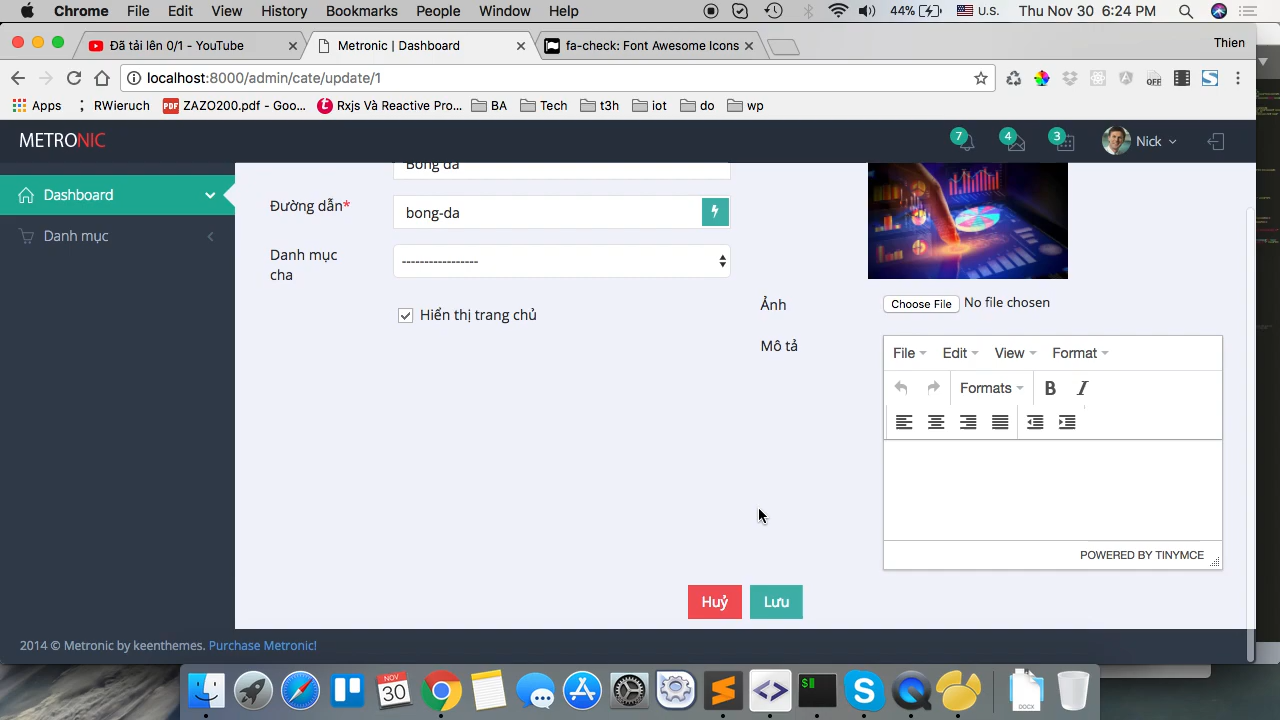 Chrome File Edit View History Bookmarks People Window Help 44% U.S. Thu Nov 30 6:24 PM
Đã tải lên 0/1 - YouTube Metronic | Dashboard fa-check: Font Awesome Icons Thien
localhost:8000/admin/cate/update/1 OFF
Apps RWieruch ZAZO200.pdf - Goo... Rxjs Và Reactive Pro... BA Tech t3h iot do wp
METRONIC 7 4 3 Nick
Dashboard
Danh mục
Bóng đá
Đường dẫn*
bong-da
Danh mục
cha
-----------------
Hiển thị trang chủ
Ảnh
Choose File No file chosen
Mô tả
File Edit View Format
Formats B I
POWERED BY TINYMCE
Huỷ Lưu
2014 © Metronic by keenthemes. Purchase Metronic!
NOV
30
DOCX